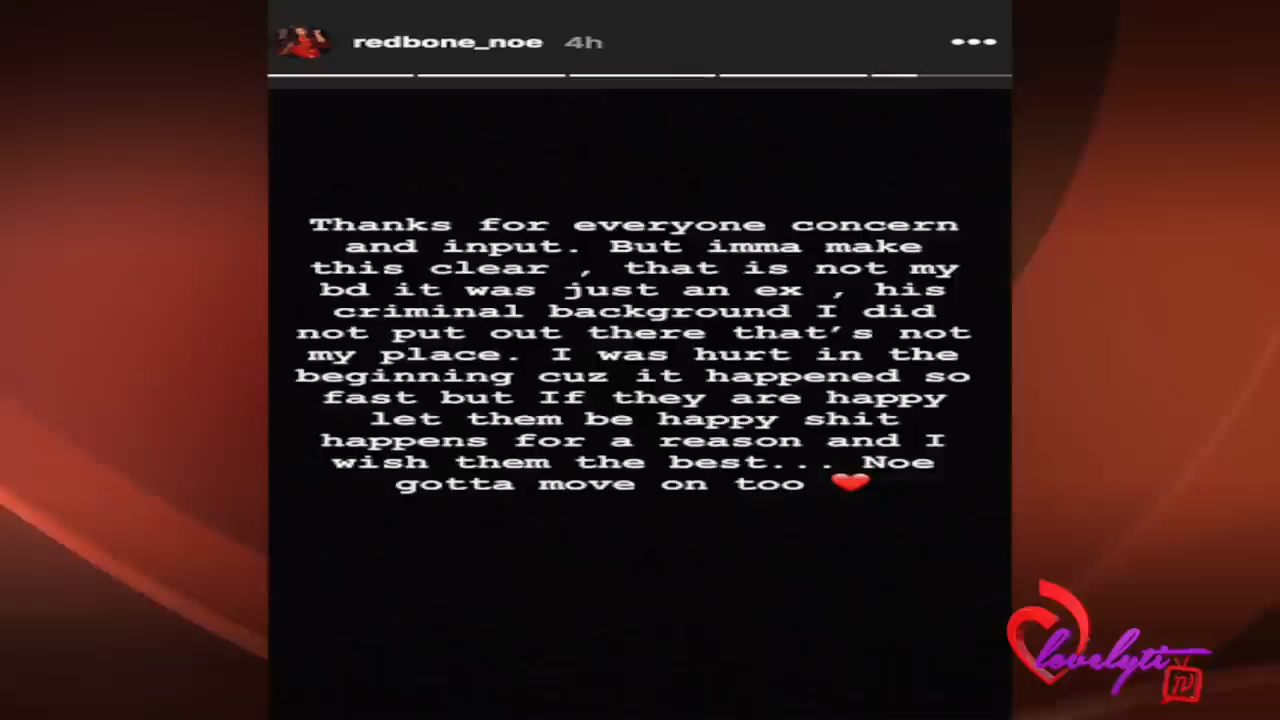 redbone_noe 4h
Thanks for everyone concern
and input. But imma make
this clear , that is not my
bd it was just an ex , his
criminal background I did
not put out there that's not
my place. I was hurt in the
beginning cuz it happened so
fast but If they are happy
let them be happy shit
happens for a reason and I
wish them the best... Noe
gotta move on too ❤️
lovelyti
TV